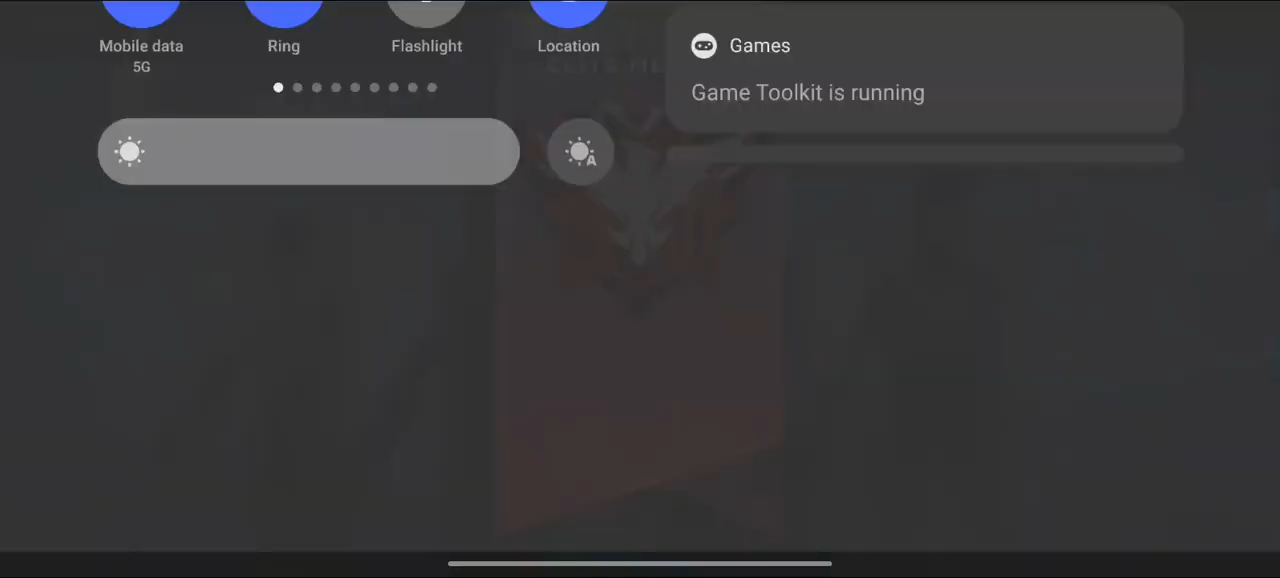 Mobile data
5G
Ring
Flashlight
Location
Games
Game Toolkit is running